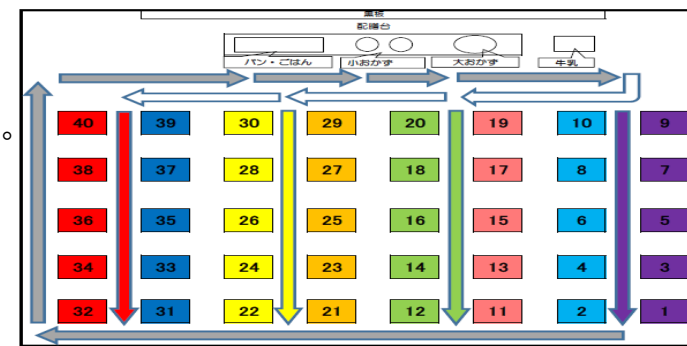 黒板
配膳台
パン・ごはん 小おかず 大おかず 牛乳
40 39 30 29 20 19 10 9
38 37 28 27 18 17 8 7
36 35 26 25 16 15 6 5
34 33 24 23 14 13 4 3
32 31 22 21 12 11 2 1
。